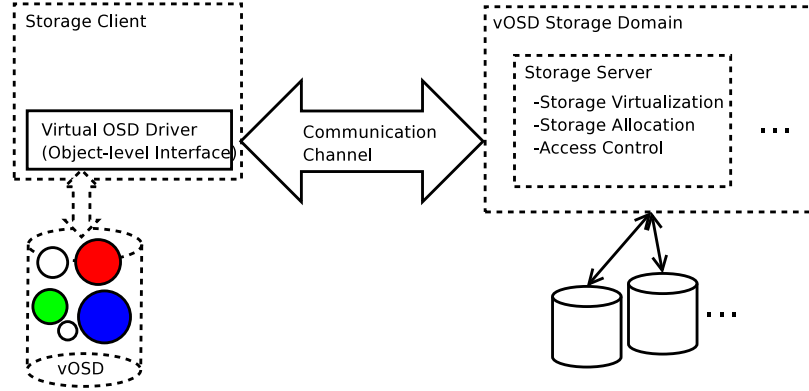 Storage Client
Virtual OSD Driver
(Object-level Interface)
vOSD
Communication
Channel
vOSD Storage Domain
Storage Server
-Storage Virtualization
-Storage Allocation
-Access Control
...
...